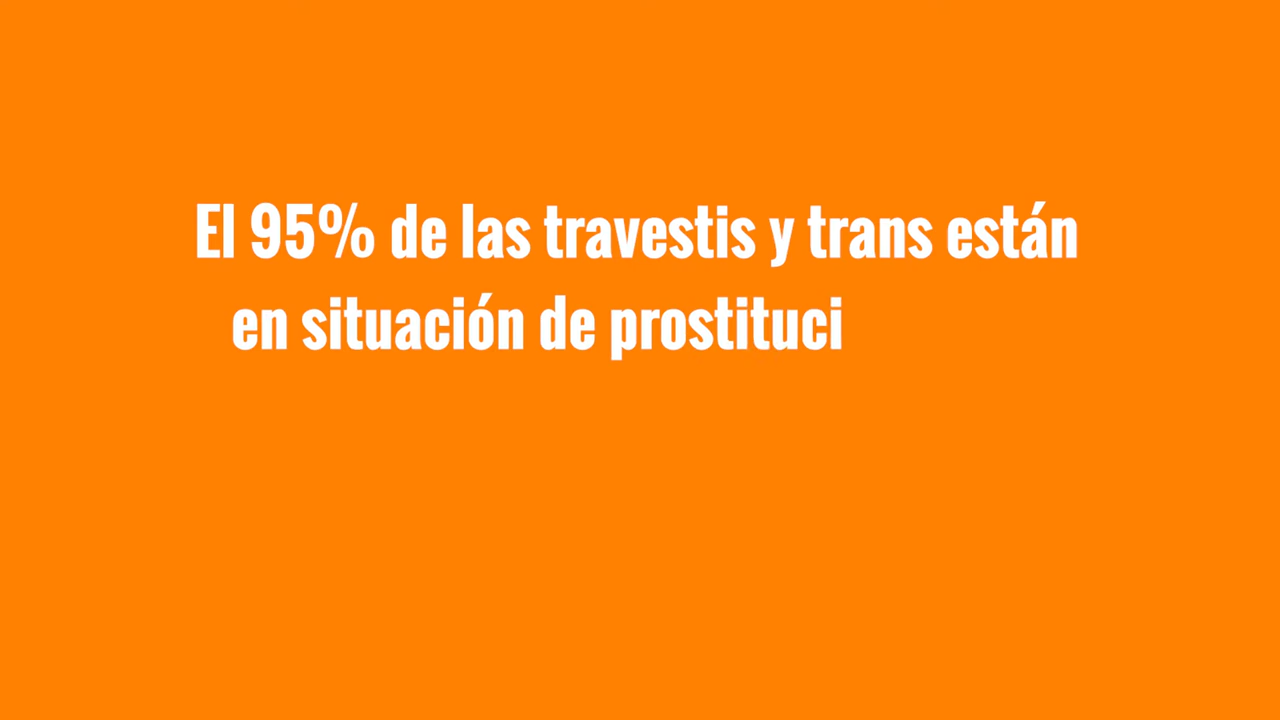 El 95% de las travestis y trans están
en situación de prostituci